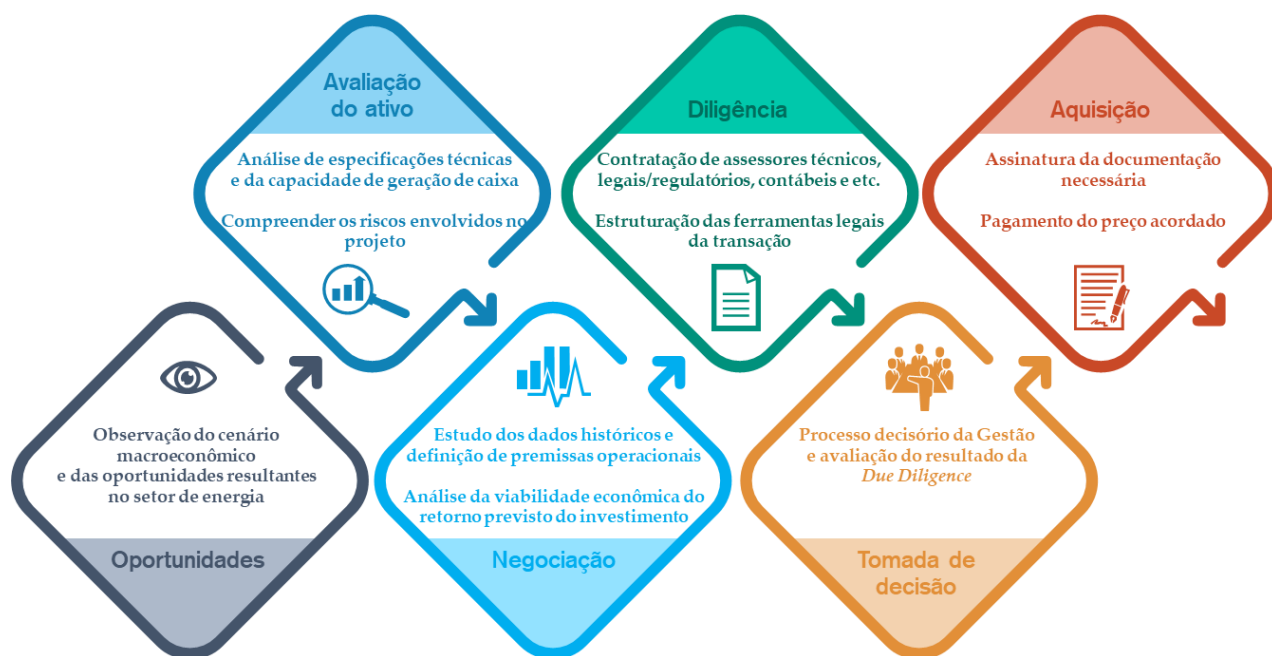 Oportunidades
Observação do cenário
macroeconômico
e das oportunidades resultantes
no setor de energia
Avaliação
do ativo
Análise de especificações técnicas
e da capacidade de geração de caixa
Compreender os riscos envolvidos no
projeto
Negociação
Estudo dos dados históricos e
definição de premissas operacionais
Análise da viabilidade econômica do
retorno previsto do investimento
Diligência
Contratação de assessores técnicos,
legais/regulatórios, contábeis e etc.
Estruturação das ferramentas legais
da transação
Tomada de
decisão
Processo decisório da Gestão
e avaliação do resultado da
Due Diligence
Aquisição
Assinatura da documentação
necessária
Pagamento do preço acordado